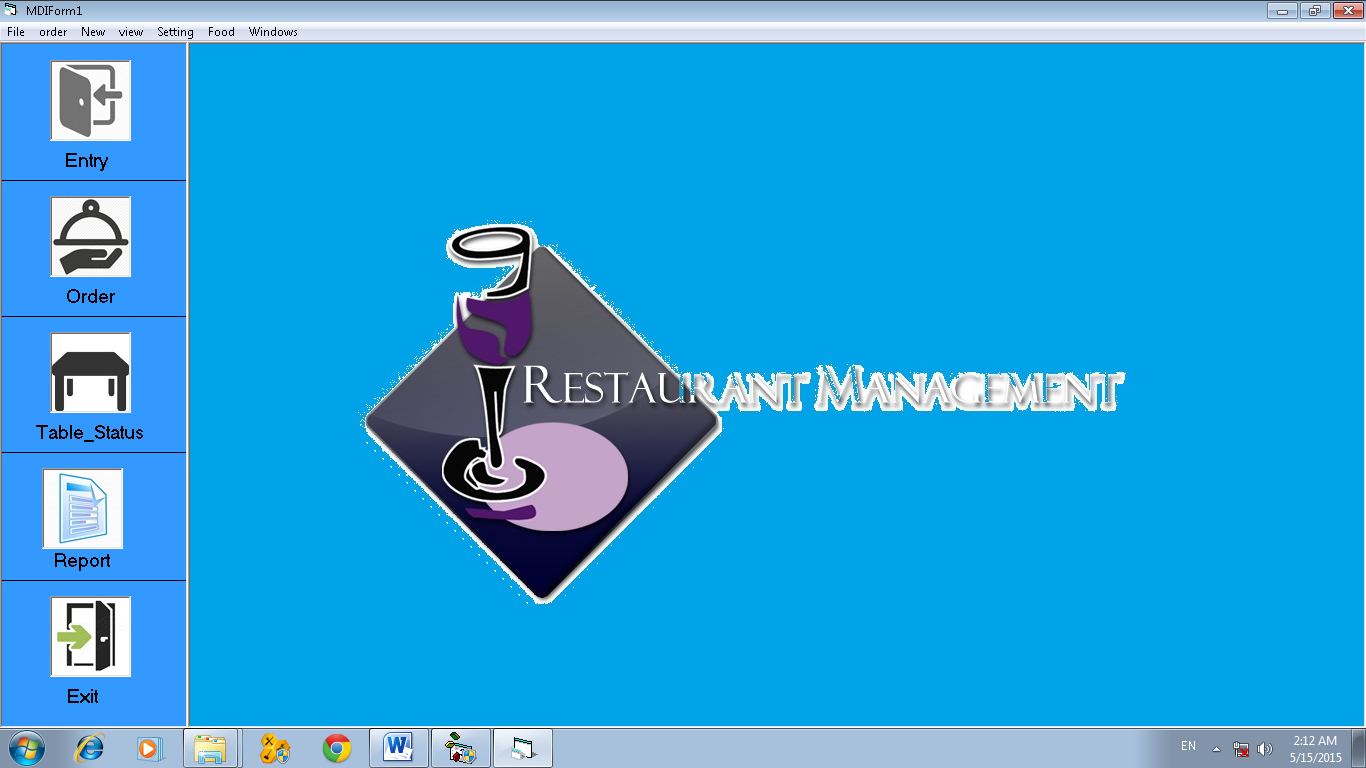 MDIForm1
File order New view Setting Food Windows
Entry
Order
Table_Status
Report
Exit
RESTAURANT MANAGEMENT
EN
2:12 AM
5/15/2015